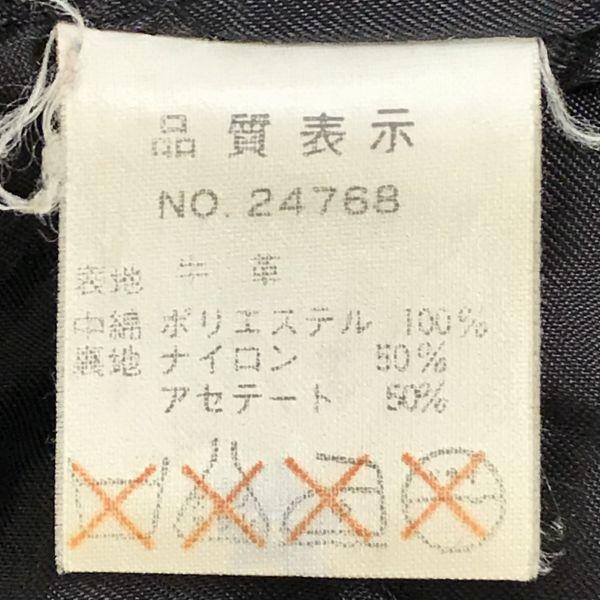 品質表示
NO. 24768
表地 牛革
中綿 ポリエステル 100%
裏地 ナイロン 50%
アセテート 50%